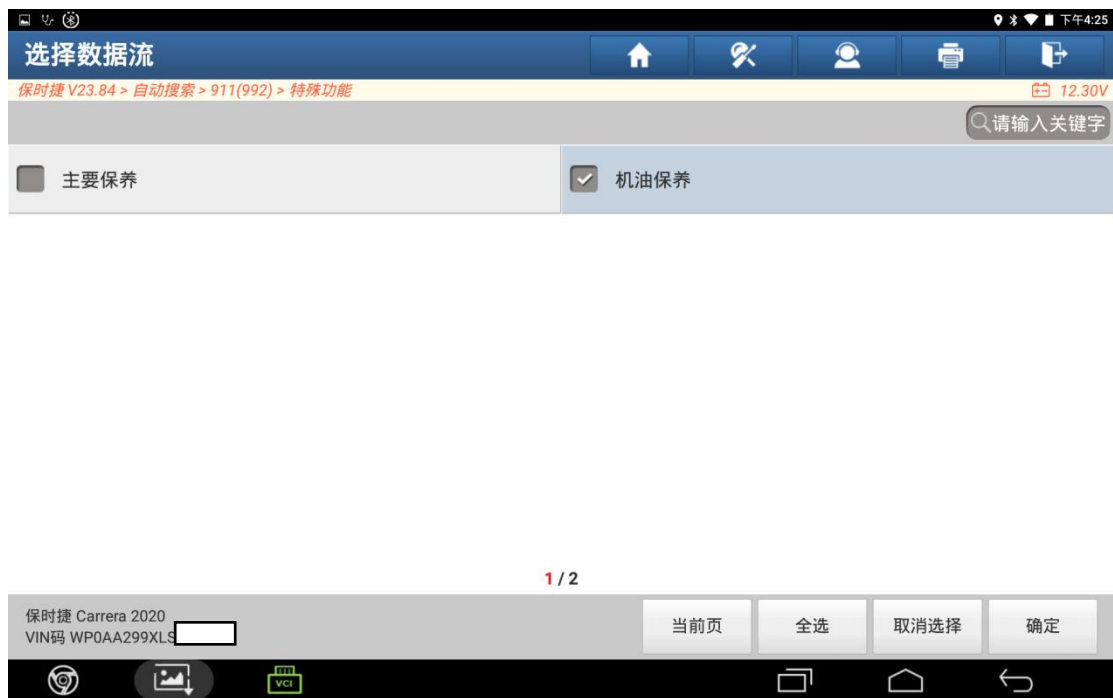 下午4:25
选择数据流
保时捷 V23.84 > 自动搜索 > 911(992) > 特殊功能
12.30V
请输入关键字
主要保养
机油保养
1 / 2
保时捷 Carrera 2020
VIN码 WP0AA299XLS
当前页
全选
取消选择
确定
VCI